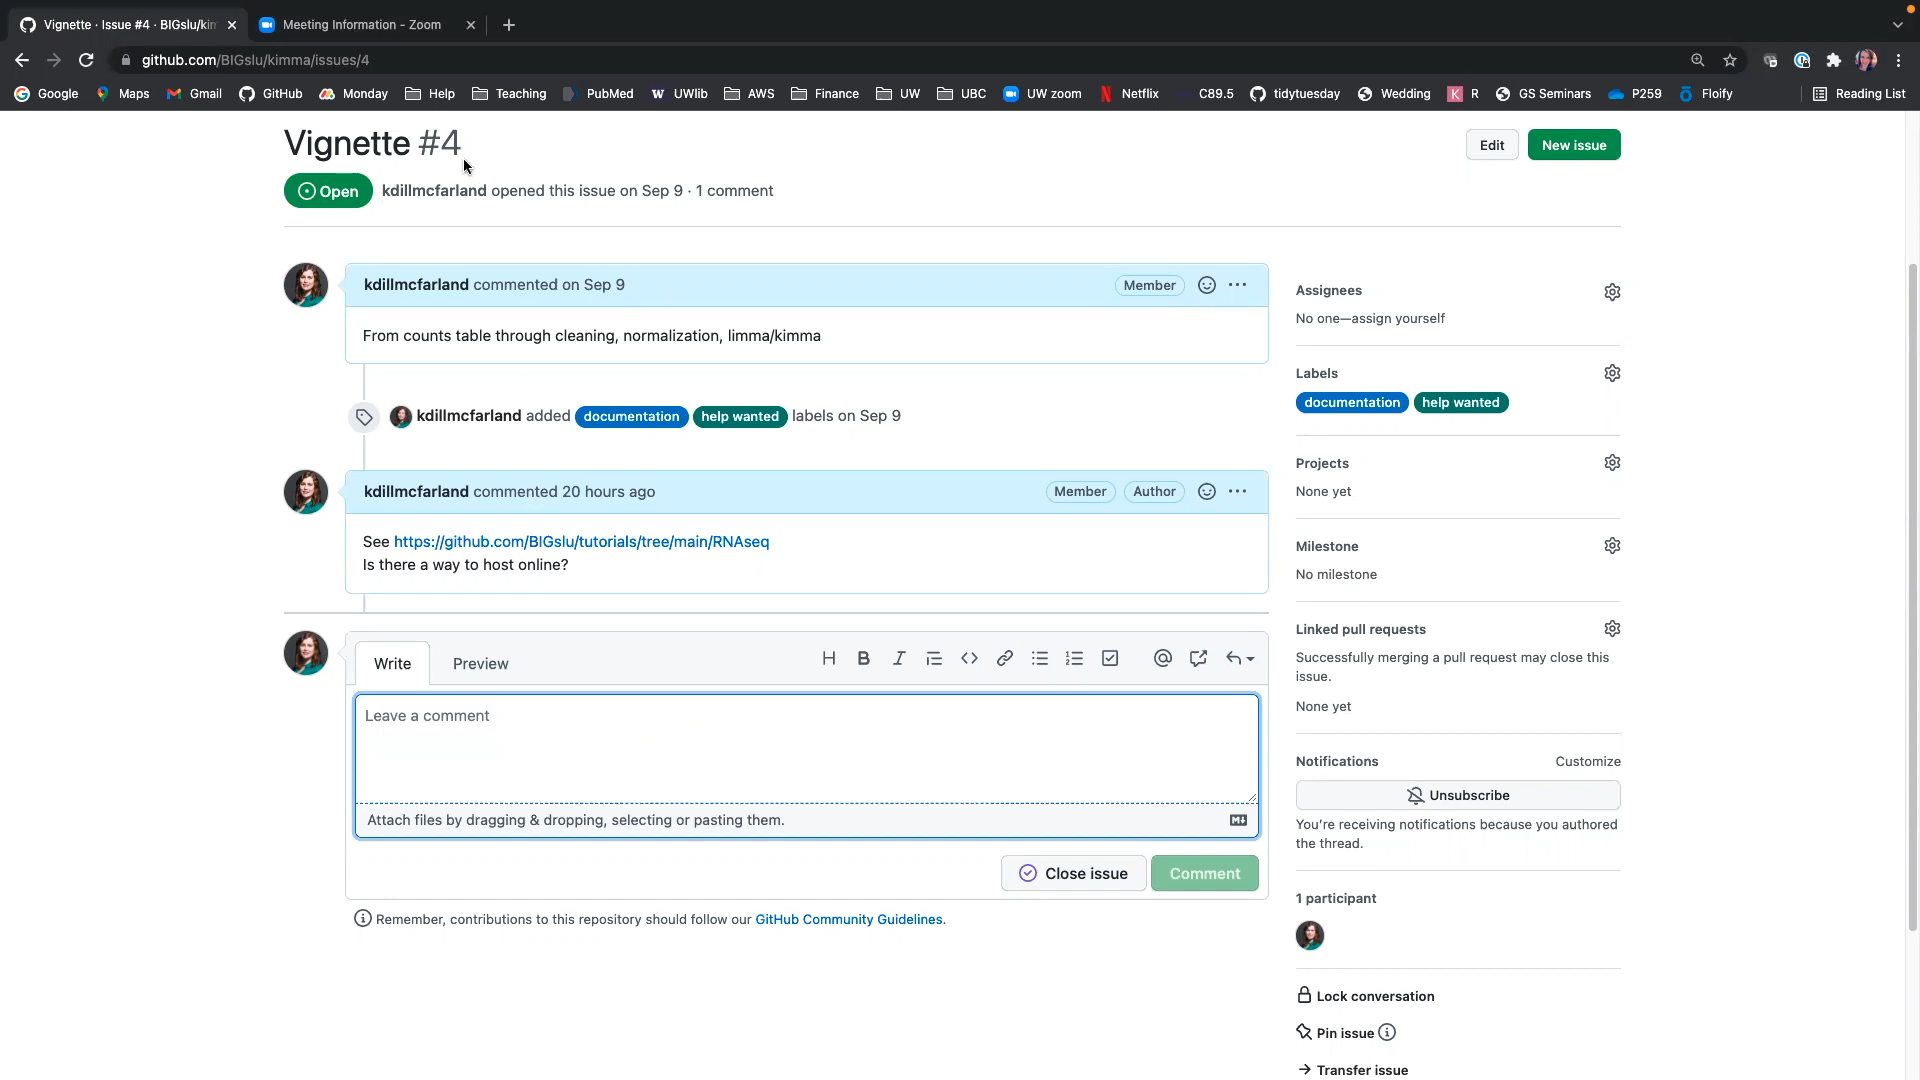 Vignette · Issue #4 · BIGslu/kim
Meeting Information - Zoom
github.com/BIGslu/kimma/issues/4
Google
Maps
Gmail
GitHub
Monday
Help
Teaching
PubMed
W UWlib
AWS
Finance
UW
UBC
UW zoom
N Netflix
C89.5
tidytuesday
Wedding
K R
GS Seminars
P259
Floify
Reading List
Vignette #4
Edit
New issue
Open
kdillmcfarland opened this issue on Sep 9 · 1 comment
kdillmcfarland commented on Sep 9
Member
From counts table through cleaning, normalization, limma/kimma
kdillmcfarland added documentation help wanted labels on Sep 9
kdillmcfarland commented 20 hours ago
Member
Author
See https://github.com/BIGslu/tutorials/tree/main/RNAseq
Is there a way to host online?
Write
Preview
H B I
Leave a comment
Attach files by dragging & dropping, selecting or pasting them.
Close issue
Comment
Remember, contributions to this repository should follow our GitHub Community Guidelines.
Assignees
No one—assign yourself
Labels
documentation help wanted
Projects
None yet
Milestone
No milestone
Linked pull requests
Successfully merging a pull request may close this
issue.
None yet
Notifications
Customize
Unsubscribe
You're receiving notifications because you authored
the thread.
1 participant
Lock conversation
Pin issue
Transfer issue